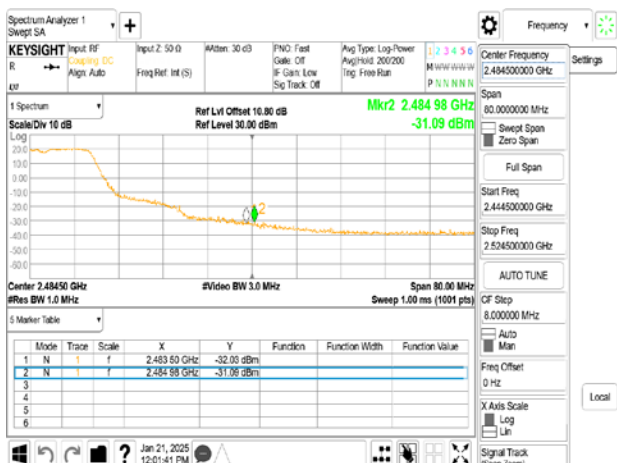 Spectrum Analyzer 1
Swept SA
+
Frequency
KEYSIGHT
Input: RF
Coupling: DC
Align: Auto
Input Z: 50 Ω
Freq Ref: Int (S)
#Atten: 30 dB
PNO: Fast
Gate: Off
IF Gain: Low
Sig Track: Off
Avg Type: Log-Power
Avg|Hold: 200/200
Trig: Free Run
1 2 3 4 5 6
M W W W W W
P N N N N N
R
Center Frequency
2.484500000 GHz
Settings
Span
80.0000000 MHz
Swept Span
Zero Span
Full Span
Start Freq
2.444500000 GHz
Stop Freq
2.524500000 GHz
AUTO TUNE
CF Step
8.000000 MHz
Auto
Man
Freq Offset
0 Hz
X Axis Scale
Log
Lin
Signal Track
Local
1 Spectrum
Scale/Div 10 dB
Log
Ref Lvl Offset 10.80 dB
Ref Level 30.00 dBm
Mkr2 2.484 98 GHz
-31.09 dBm
20.0
10.0
0.00
-10.0
-20.0
-30.0
-40.0
-50.0
-60.0
2
Center 2.48450 GHz
#Res BW 1.0 MHz
#Video BW 3.0 MHz
Span 80.00 MHz
Sweep 1.00 ms (1001 pts)
5 Marker Table
Mode Trace Scale X Y Function Function Width Function Value
1 N 1 f 2.483 50 GHz -32.03 dBm
2 N 1 f 2.484 98 GHz -31.09 dBm
3
4
5
6
?
Jan 21, 2025
12:01:41 PM